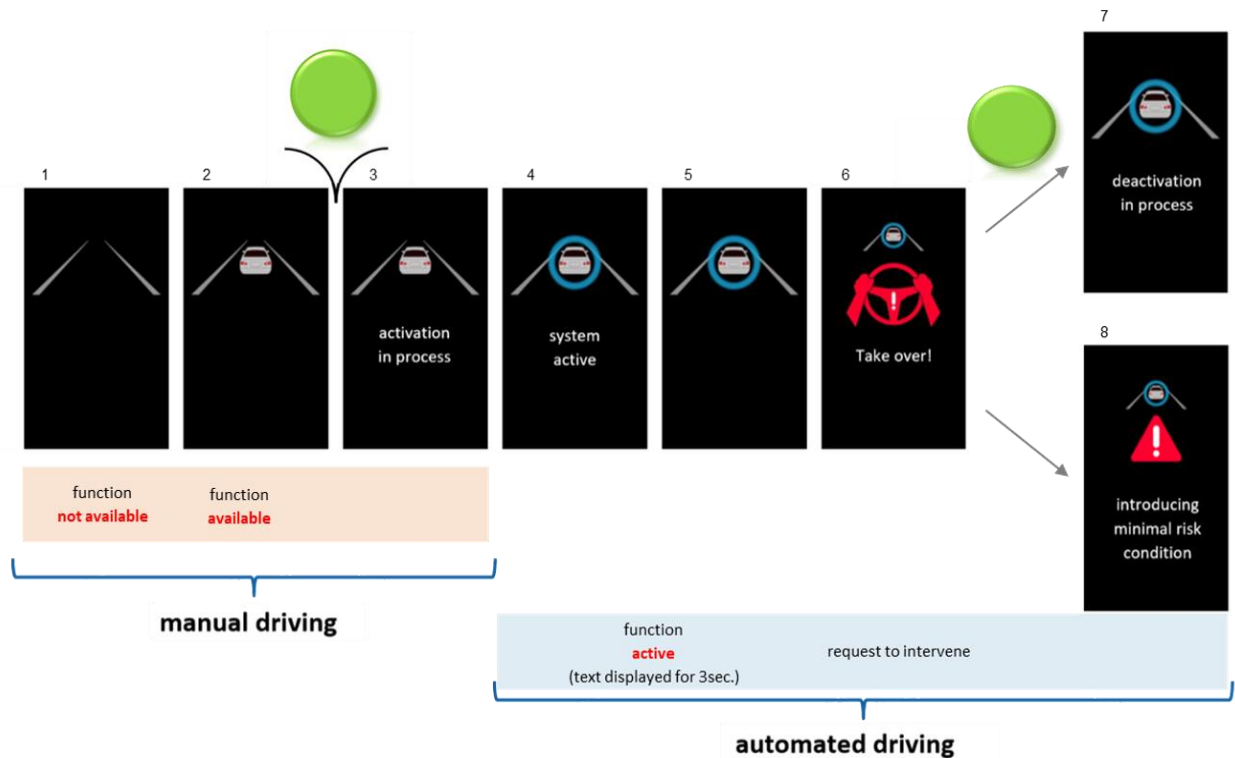 7
1
2
3
4
5
6
deactivation
in process
activation
in process
system
active
Take over!
8
introducing
minimal risk
condition
function
not available
function
available
manual driving
function
active
(text displayed for 3sec.)
request to intervene
automated driving